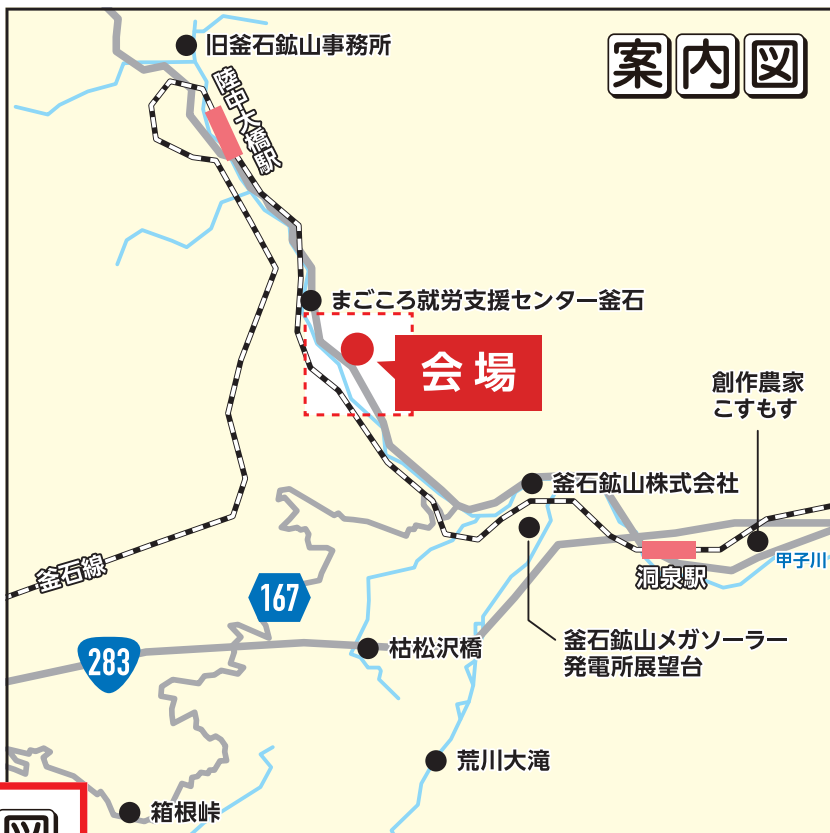 案内図
旧釜石鉱山事務所
陸中大橋駅
まごころ就労支援センター釜石
会場
創作農家
こすもす
釜石鉱山株式会社
甲子川
洞泉駅
釜石線
167
釜石鉱山メガソーラー
発電所展望台
枯松沢橋
283
荒川大滝
箱根峠
図